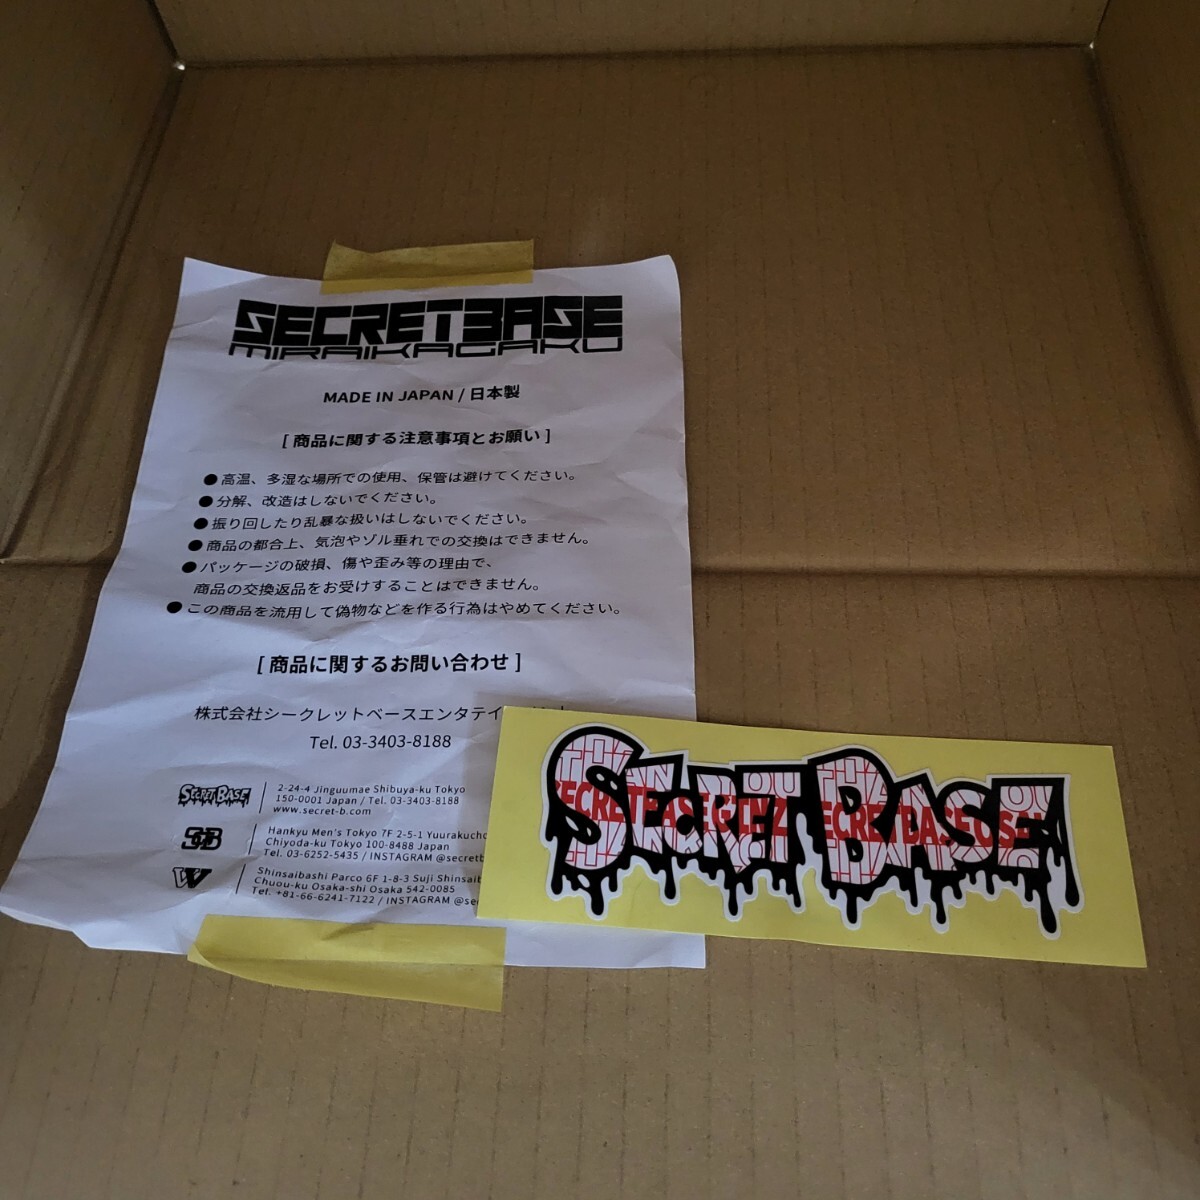 SECRETBASE
MIRAIKAGAKU
MADE IN JAPAN / 日本製
[ 商品に関する注意事項とお願い ]
● 高温、多湿な場所での使用、保管は避けてください。
● 分解、改造はしないでください。
● 振り回したり乱暴な扱いはしないでください。
● 商品の都合上、気泡やゾル垂れでの交換はできません。
● パッケージの破損、傷や歪み等の理由で、
商品の交換返品をお受けすることはできません。
● この商品を流用して偽物などを作る行為はやめてください。
[ 商品に関するお問い合わせ ]
株式会社シークレットベースエンタテイ
Tel. 03-3403-8188
SECRET BASE
2-24-4 Jinguumae Shibuya-ku Tokyo
150-0001 Japan / Tel. 03-3403-8188
www.secret-b.com
Hankyu Men's Tokyo 7F 2-5-1 Yuurakucho
Chiyoda-ku Tokyo 100-8488 Japan
Tel. 03-6252-5435 / INSTAGRAM @secretb
Shinsaibashi Parco 6F 1-8-3 Suji Shinsai
Chuou-ku Osaka-shi Osaka 542-0085
Tel. +81-66-6241-7122 / INSTAGRAM @sec
SECRET BASE